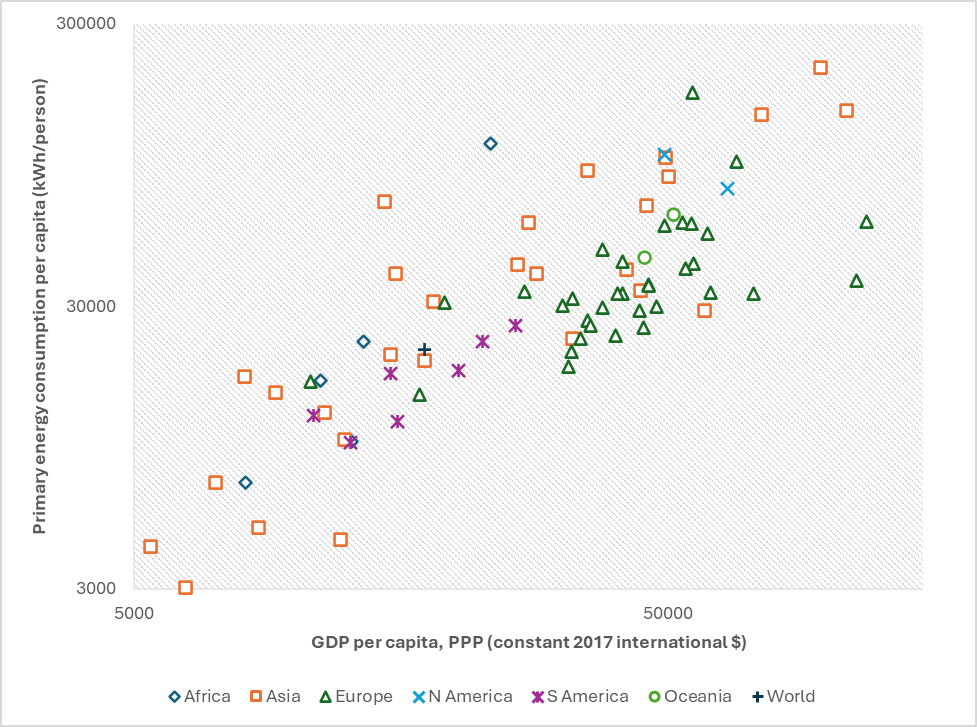 300000
30000
3000
Primary energy consumption per capita (kWh/person)
5000 50000
GDP per capita, PPP (constant 2017 international $)
Africa Asia Europe N America S America Oceania World